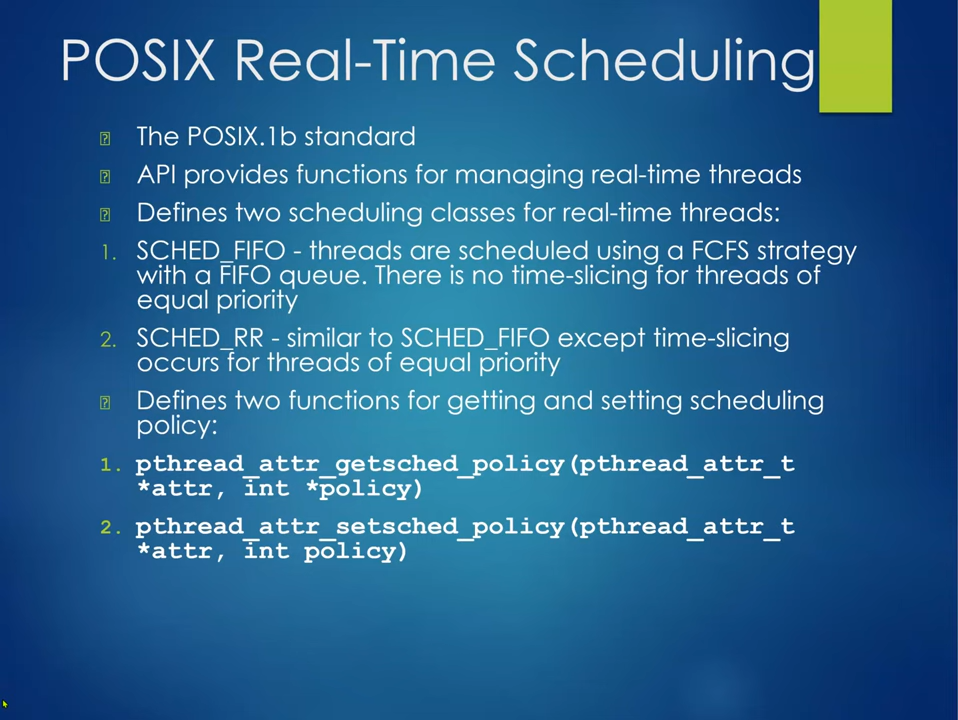 POSIX Real-Time Scheduling
The POSIX.1b standard
API provides functions for managing real-time threads
Defines two scheduling classes for real-time threads:
1. SCHED_FIFO - threads are scheduled using a FCFS strategy
with a FIFO queue. There is no time-slicing for threads of
equal priority
2. SCHED_RR - similar to SCHED_FIFO except time-slicing
occurs for threads of equal priority
Defines two functions for getting and setting scheduling
policy:
1. pthread_attr_getsched_policy(pthread_attr_t
*attr, int *policy)
2. pthread_attr_setsched_policy(pthread_attr_t
*attr, int policy)